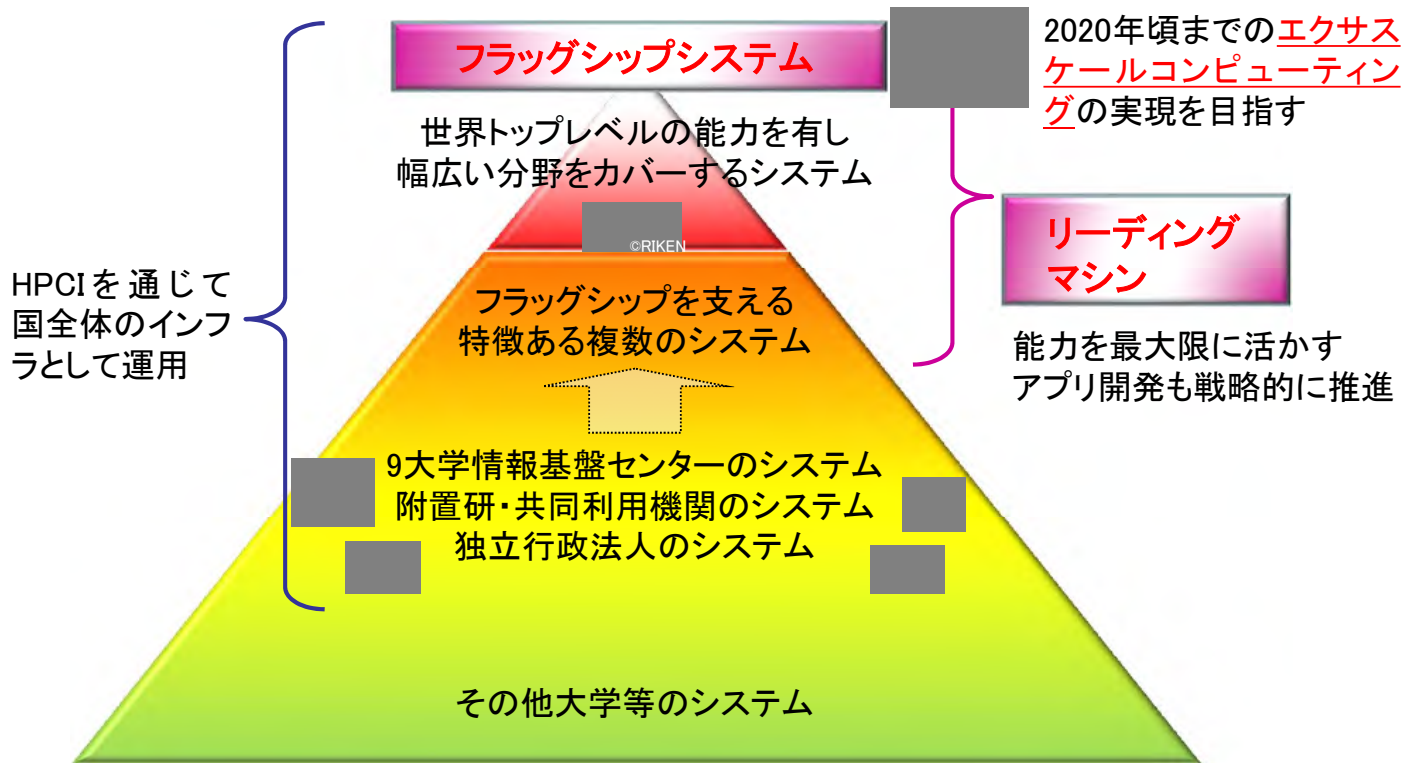 フラッグシップシステム
2020年頃までのエクサス
ケールコンピューティン
グの実現を目指す
世界トップレベルの能力を有し
幅広い分野をカバーするシステム
©RIKEN
リーディング
マシン
HPCIを通じて
国全体のインフ
ラとして運用
フラッグシップを支える
特徴ある複数のシステム
能力を最大限に活かす
アプリ開発も戦略的に推進
9大学情報基盤センターのシステム
附置研・共同利用機関のシステム
独立行政法人のシステム
その他大学等のシステム